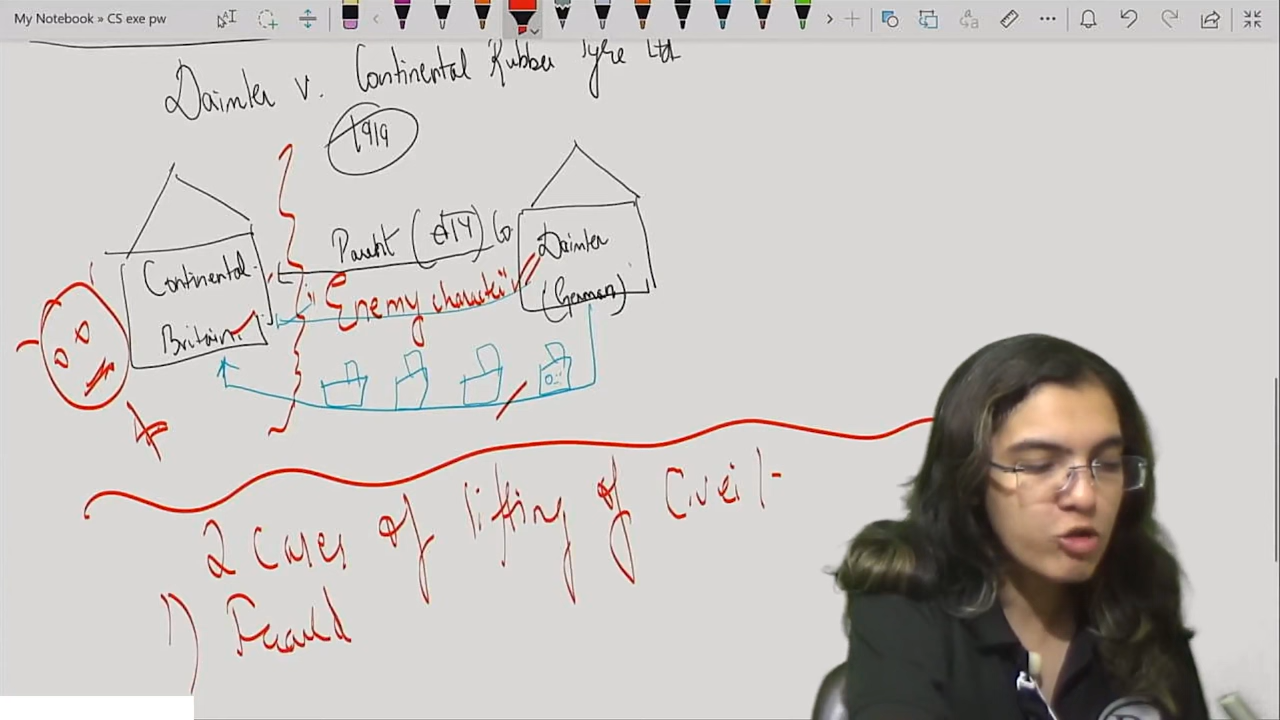 My Notebook » CS exe pw
Daimler v. Continental Rubber Tyre Ltd
1919
Continental
Britain
Parent Co
"Enemy character"
Daimler
(German)
2 Cases of lifting of C.veil :-
1) Fraud